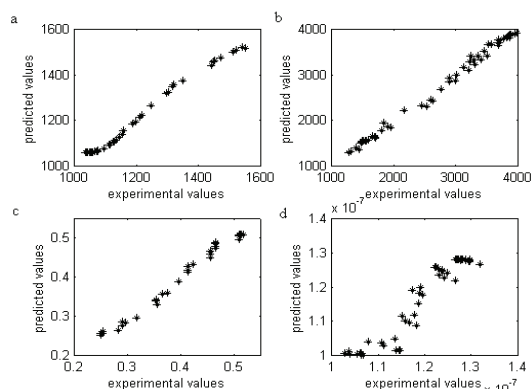 a
1600
1400
1200
1000
predicted values
1000 1200 1400 1600
experimental values
b
4000
3000
2000
1000
predicted values
2000 3000 4000
experimental values
c
0.5
0.4
0.3
0.2
predicted values
0.2 0.3 0.4 0.5
experimental values
d
x 10⁻⁷
1.4
1.3
1.2
1.1
1
predicted values
1 1.1 1.2 1.3 1.4
experimental values
x 10⁻⁷